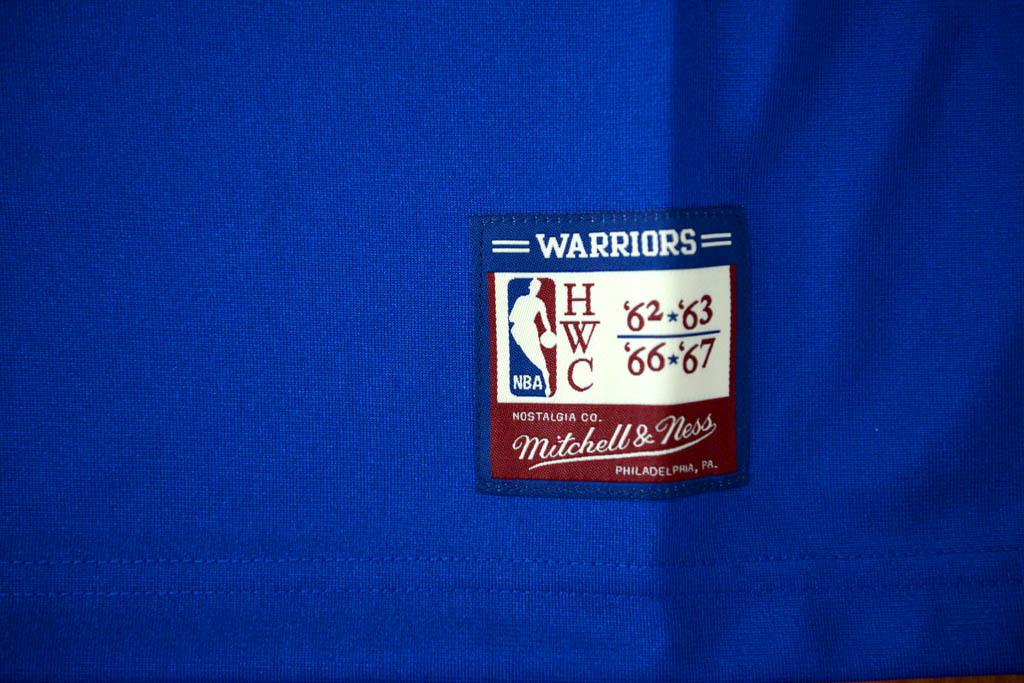 WARRIORS
NBA
H
W
C
'62★'63
'66★'67
NOSTALGIA CO.
Mitchell & Ness
PHILADELPHIA, PA.